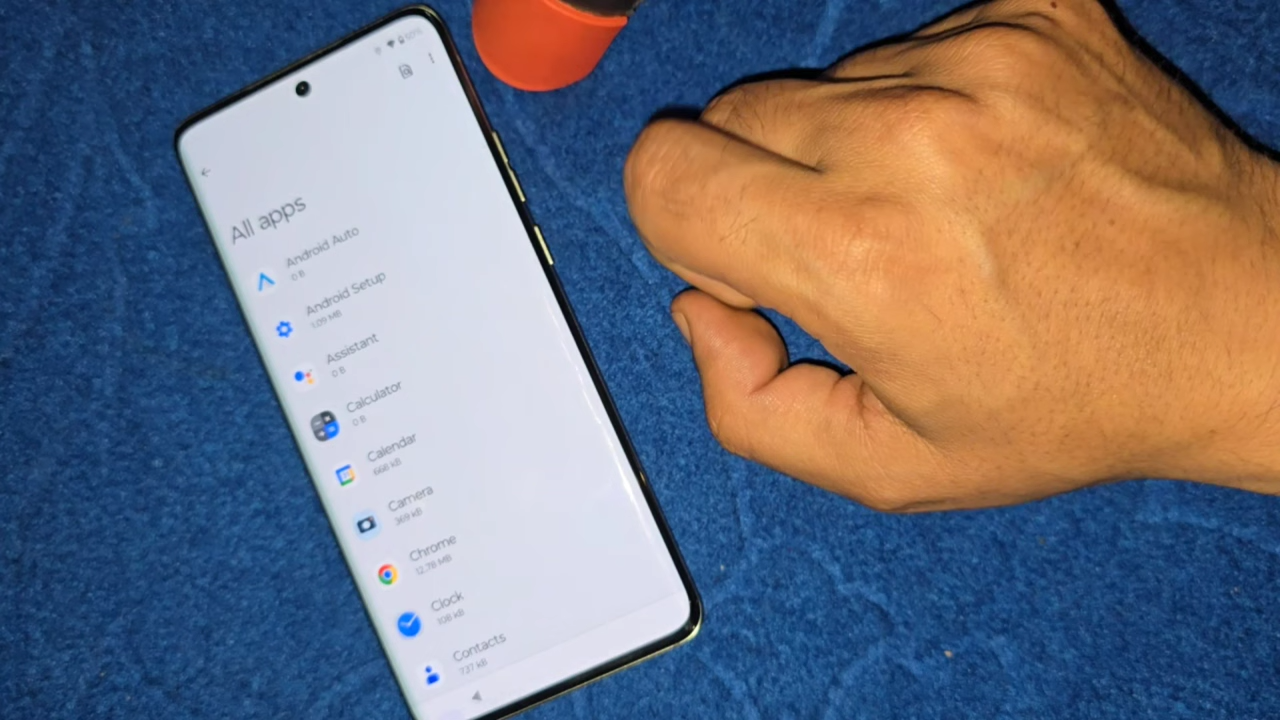 All apps
Android Auto
0 B
Android Setup
1.09 MB
Assistant
0 B
Calculator
0 B
Calendar
666 kB
Camera
369 kB
Chrome
12.78 MB
Clock
108 kB
Contacts
737 kB